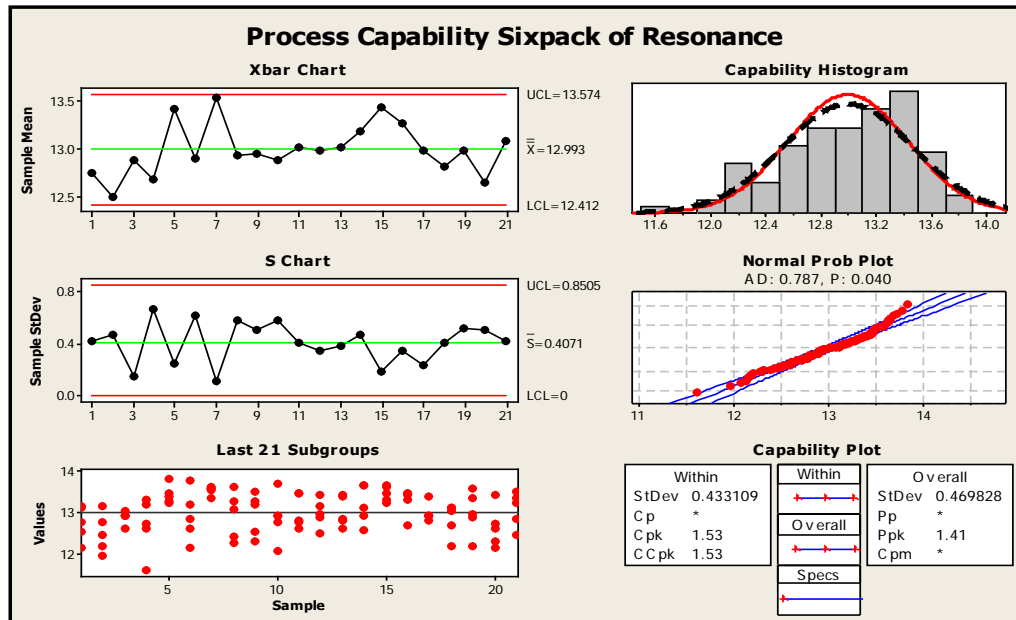 Process Capability Sixpack of Resonance
Xbar Chart
Sample Mean
13.5
13.0
12.5
1 3 5 7 9 11 13 15 17 19 21
UCL=13.574
X=12.993
LCL=12.412
S Chart
Sample StDev
0.8
0.4
0.0
1 3 5 7 9 11 13 15 17 19 21
UCL=0.8505
S=0.4071
LCL=0
Last 21 Subgroups
Values
14
13
12
5 10 15 20
Sample
Capability Histogram
11.6 12.0 12.4 12.8 13.2 13.6 14.0
Normal Prob Plot
AD: 0.787, P: 0.040
11 12 13 14
Capability Plot
Within
StDev 0.433109
Cp *
Cpk 1.53
CCpk 1.53
Within
Overall
Specs
Overall
StDev 0.469828
Pp *
Ppk 1.41
Cpm *